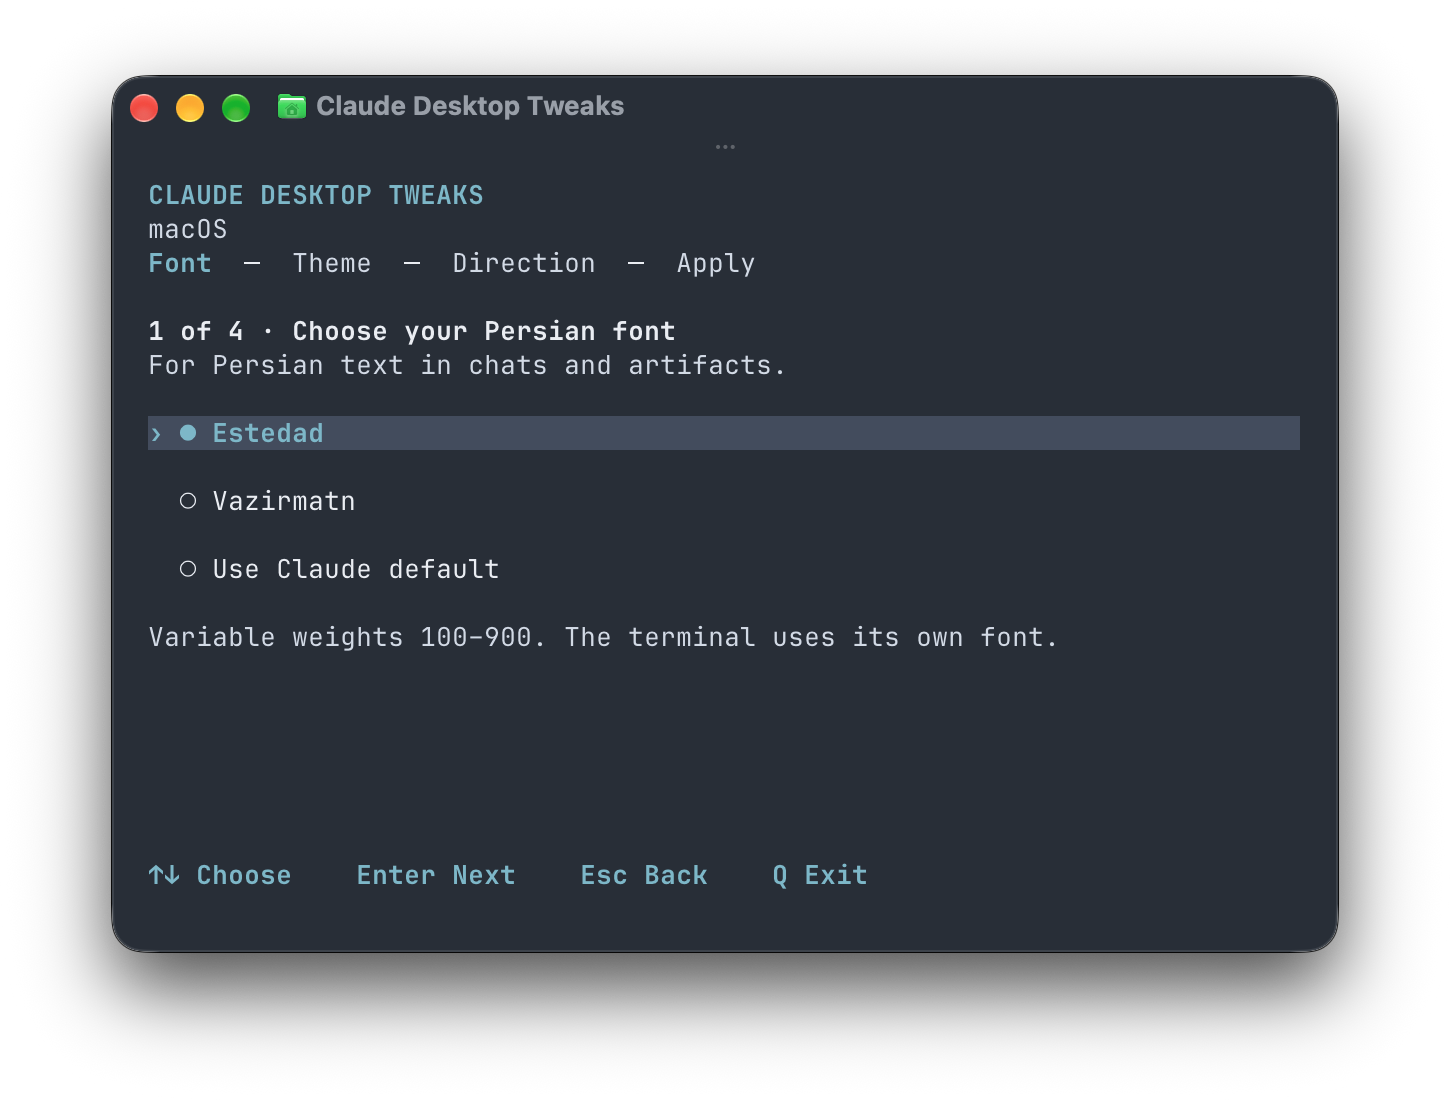 Claude Desktop Tweaks
CLAUDE DESKTOP TWEAKS
macOS
Font — Theme — Direction — Apply
1 of 4 · Choose your Persian font
For Persian text in chats and artifacts.
› ● Estedad
○ Vazirmatn
○ Use Claude default
Variable weights 100–900. The terminal uses its own font.
↑↓ Choose Enter Next Esc Back Q Exit